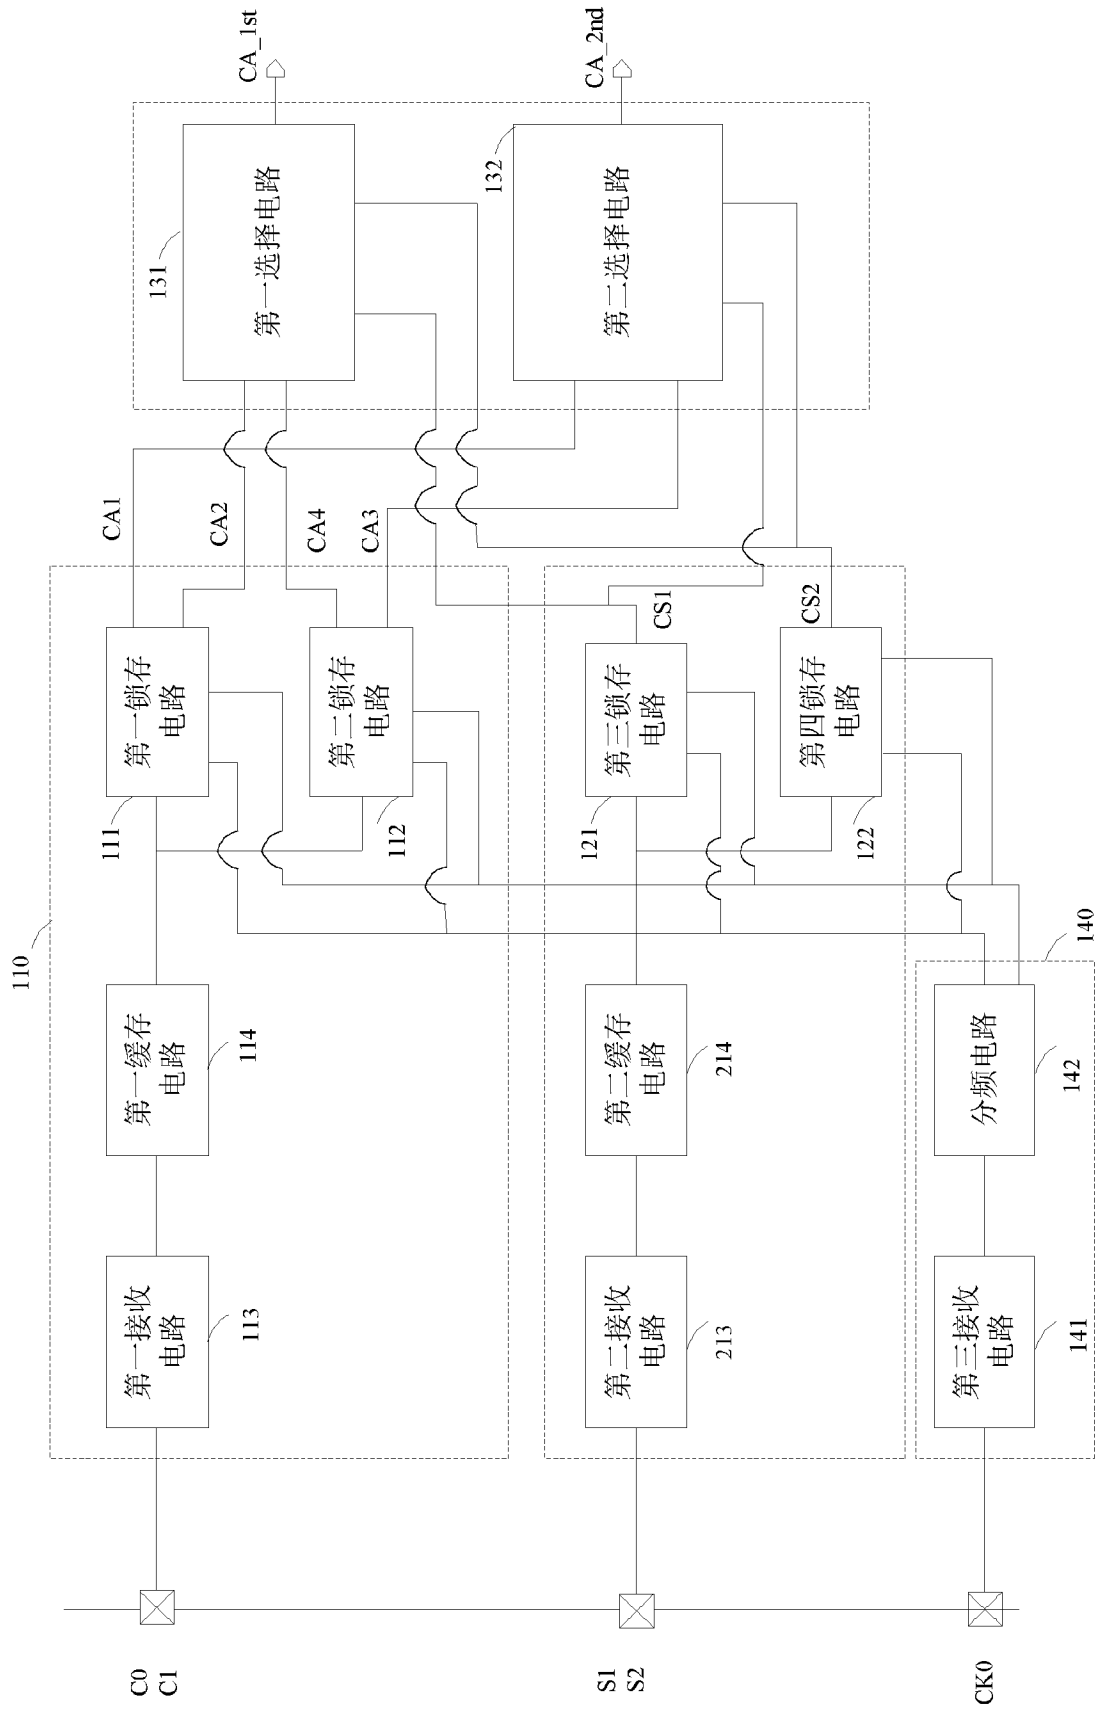 C0
C1
S1
S2
CK0
110
第一接收
电路
113
第一缓存
电路
114
第一锁存
电路
111
第二锁存
电路
112
CA1
CA2
CA4
CA3
第二接收
电路
213
第二缓存
电路
214
第三锁存
电路
121
第四锁存
电路
122
CS1
CS2
第三接收
电路
141
分频电路
142
140
第一选择电路
131
第二选择电路
132
CA_1st
CA_2nd